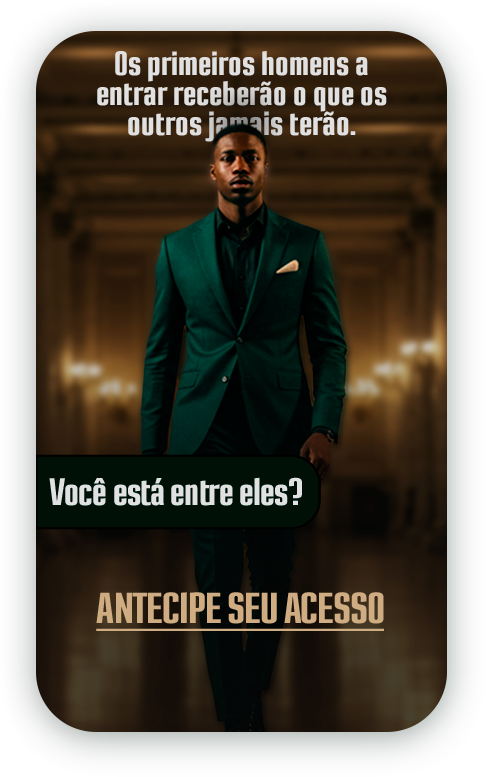 Os primeiros homens a
entrar receberão o que os
outros jamais terão.
Você está entre eles?
ANTECIPE SEU ACESSO